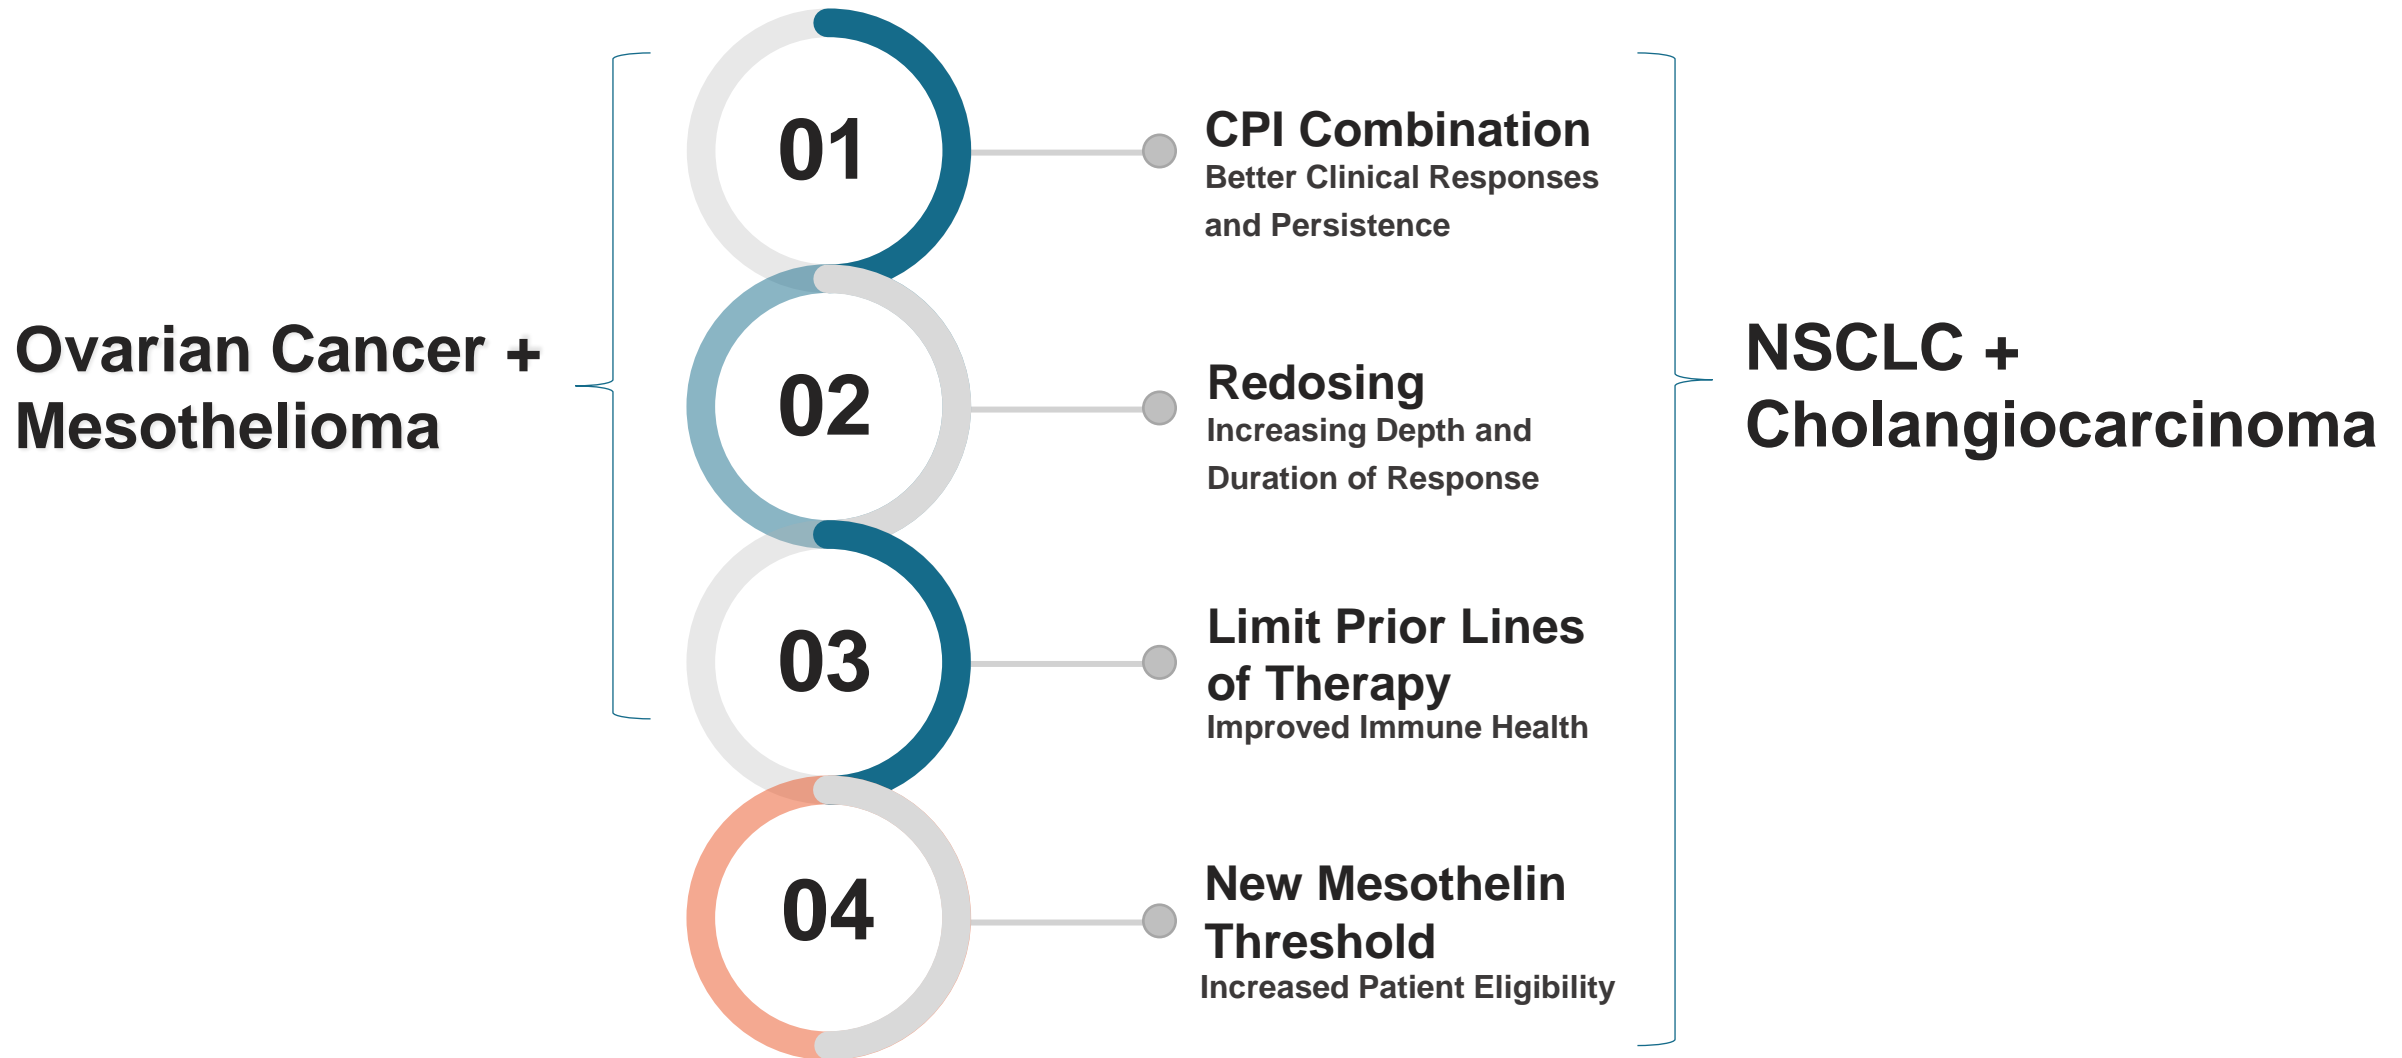 Ovarian Cancer +
Mesothelioma
01
CPI Combination
Better Clinical Responses
and Persistence
02
Redosing
Increasing Depth and
Duration of Response
03
Limit Prior Lines
of Therapy
Improved Immune Health
04
New Mesothelin
Threshold
Increased Patient Eligibility
NSCLC +
Cholangiocarcinoma